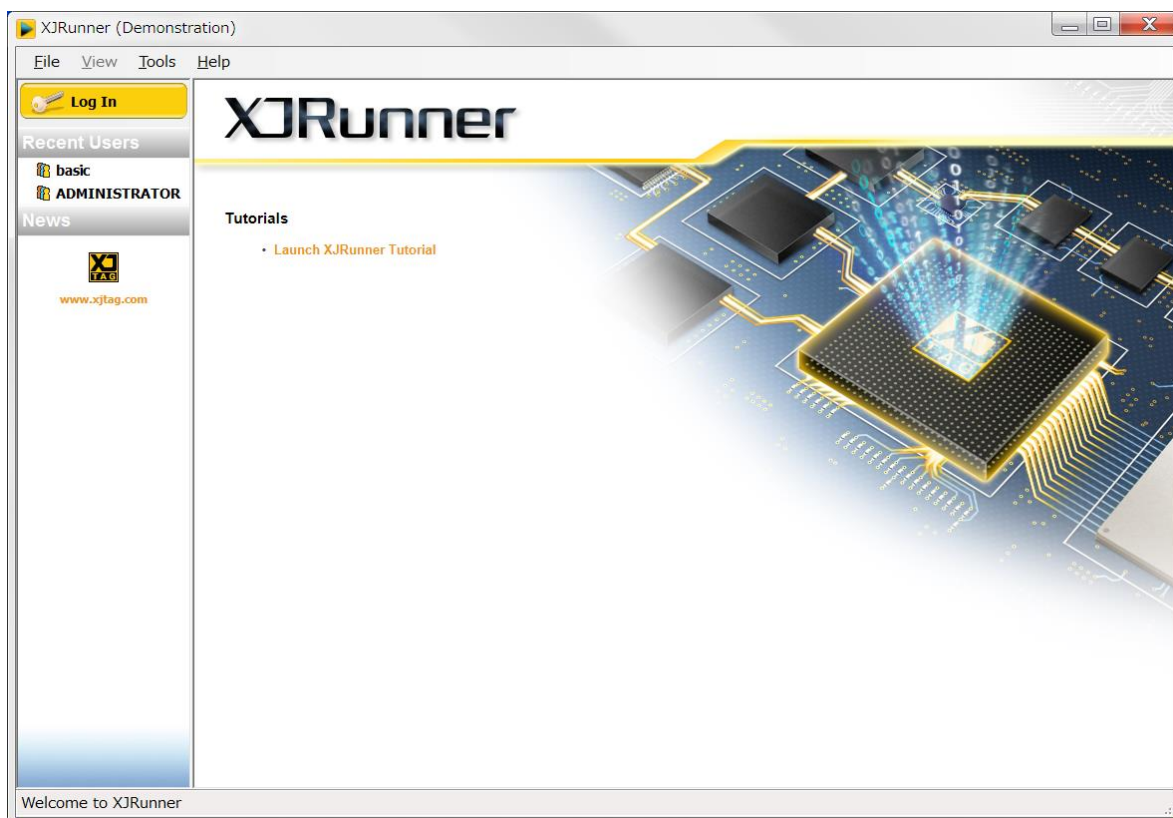 XJRunner (Demonstration)
File View Tools Help
Log In
Recent Users
basic
ADMINISTRATOR
News
XJ
TAG
www.xjtag.com
XJRunner
Tutorials
• Launch XJRunner Tutorial
Welcome to XJRunner